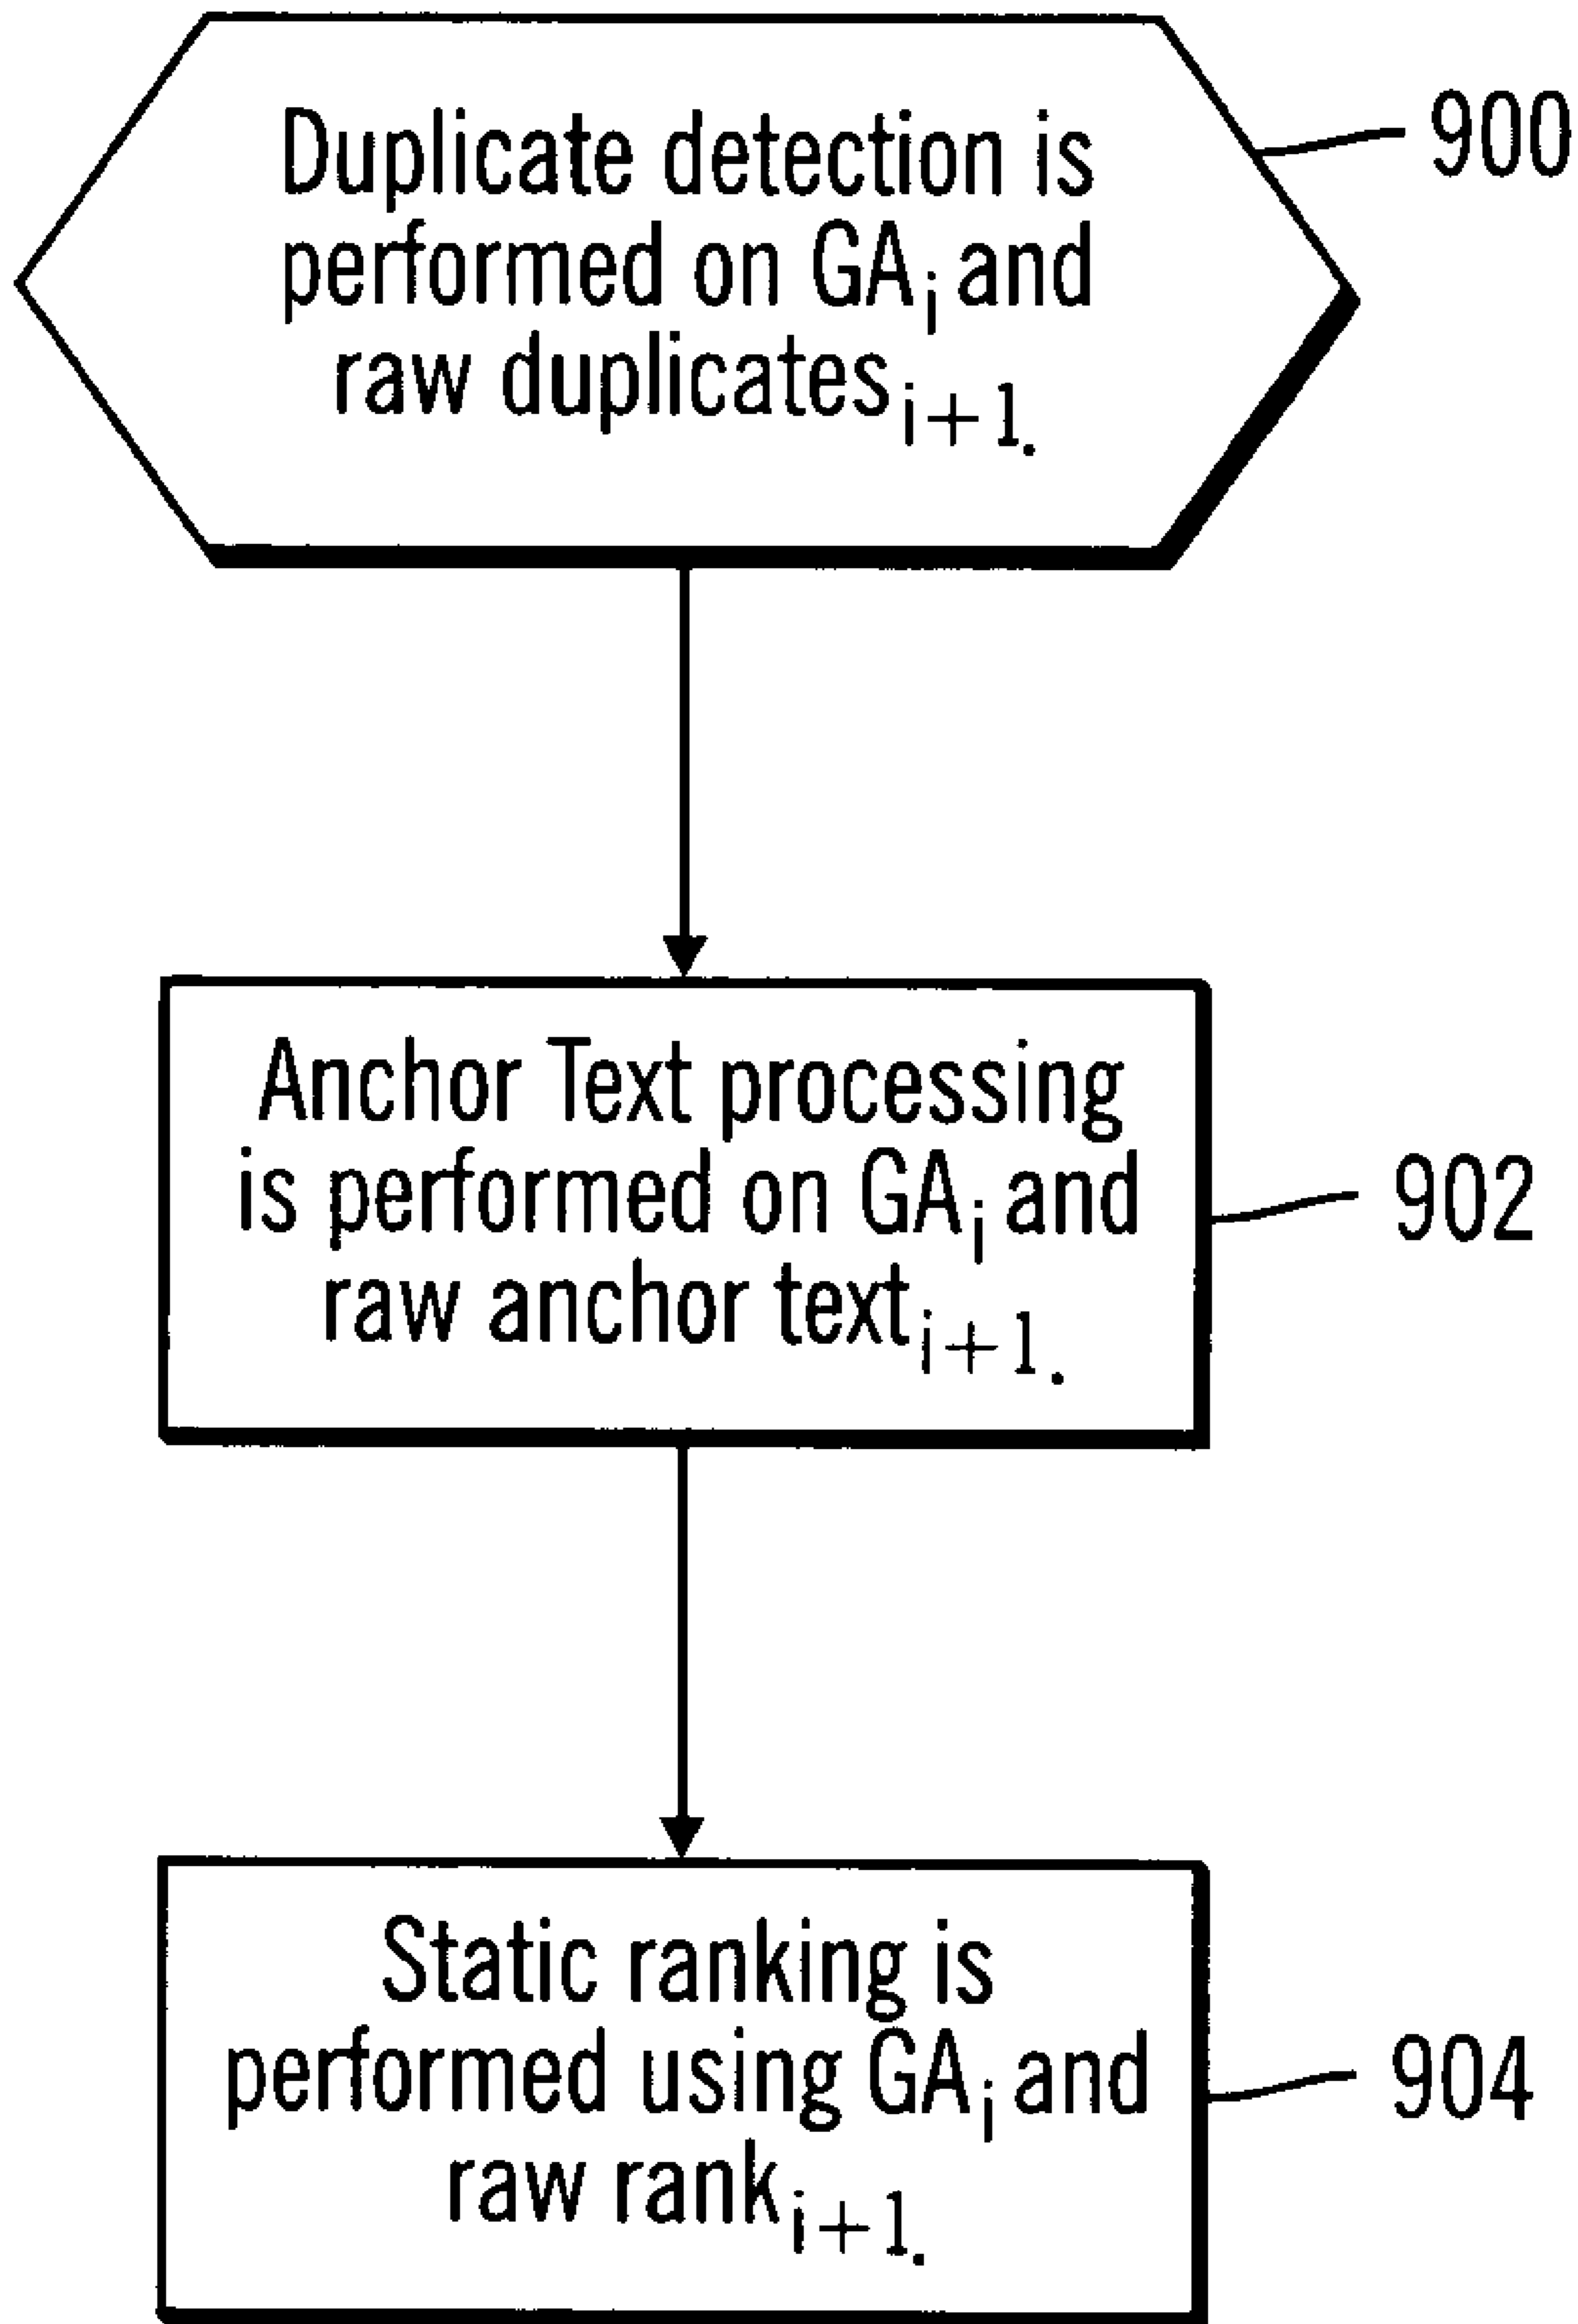 Duplicate detection is
performed on GAᵢ and
raw duplicatesᵢ₊₁.
900
Anchor Text processing
is performed on GAᵢ and
raw anchor textᵢ₊₁.
902
Static ranking is
performed using GAᵢ and
raw rankᵢ₊₁.
904